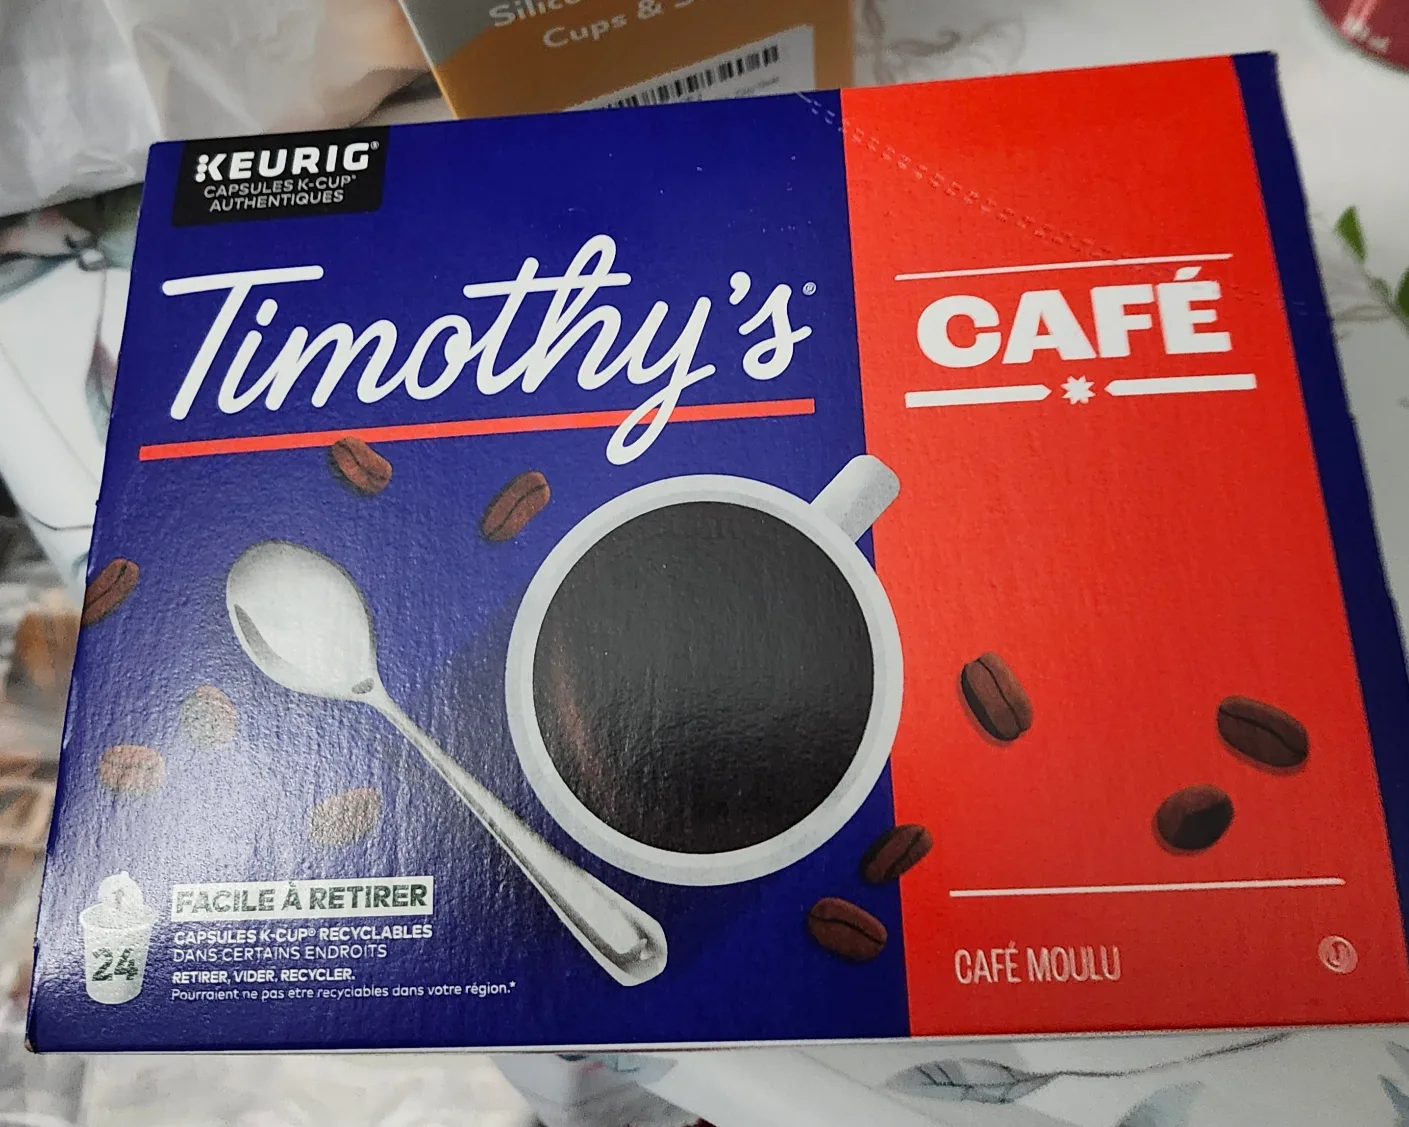 Cups &
KEURIG®
CAPSULES K-CUP®
AUTHENTIQUES
Timothy's®
CAFÉ
FACILE À RETIRER
CAPSULES K-CUP® RECYCLABLES
DANS CERTAINS ENDROITS
RETIRER, VIDER, RECYCLER.
Pourraient ne pas etre recyclables dans votre région.*
24
CAFÉ MOULU